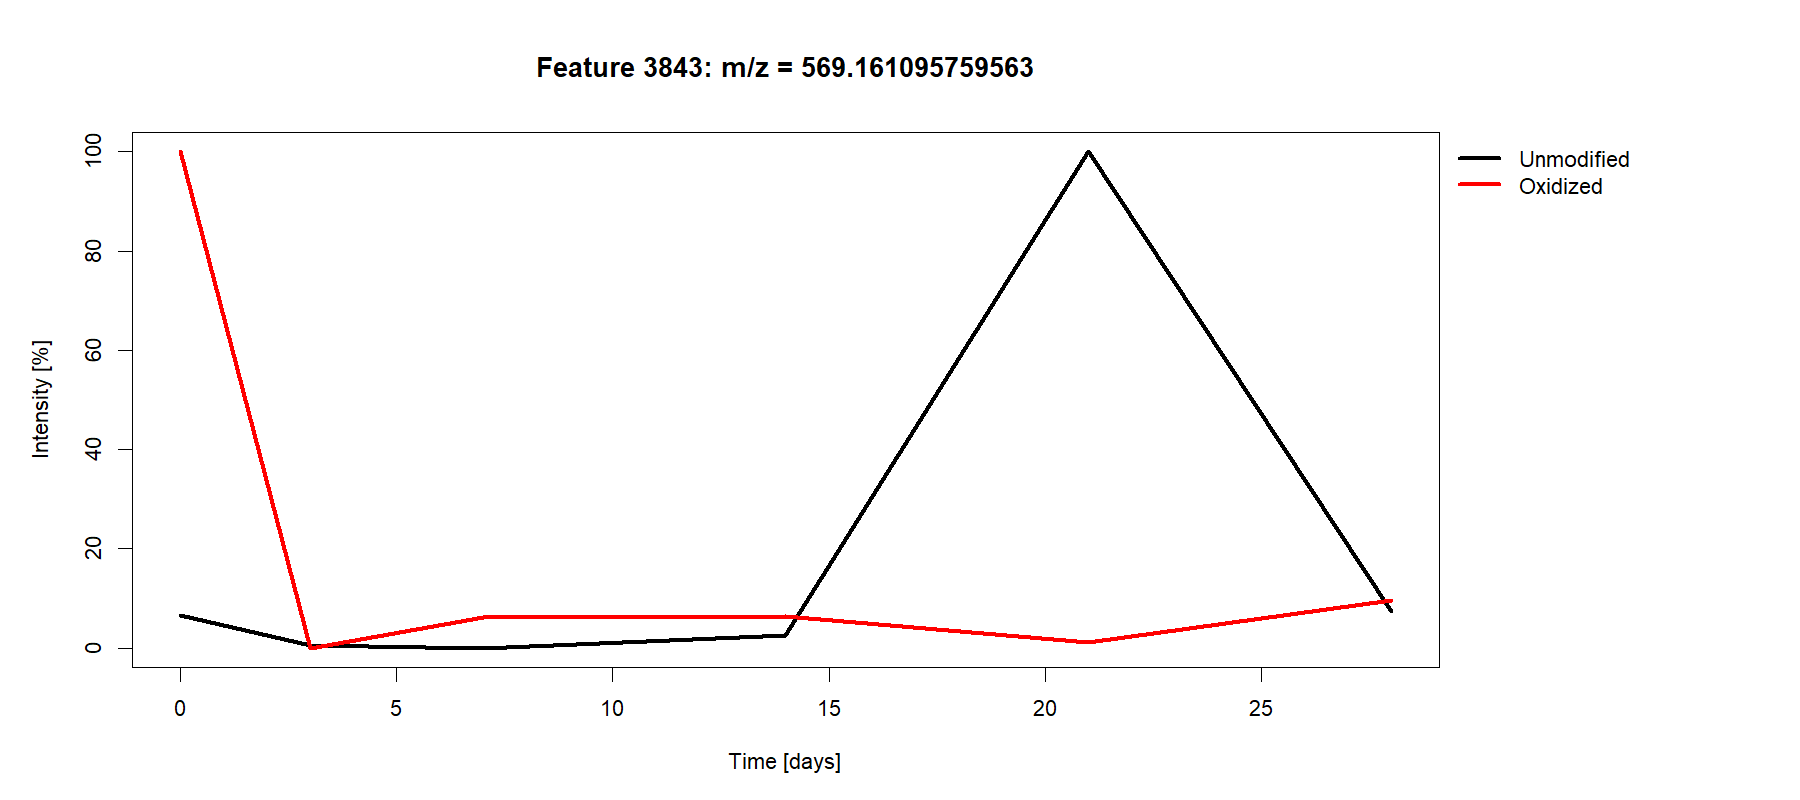 Feature 3843: m/z = 569.161095759563
Unmodified
Oxidized
Intensity [%]
100
80
60
40
20
0
0 5 10 15 20 25
Time [days]